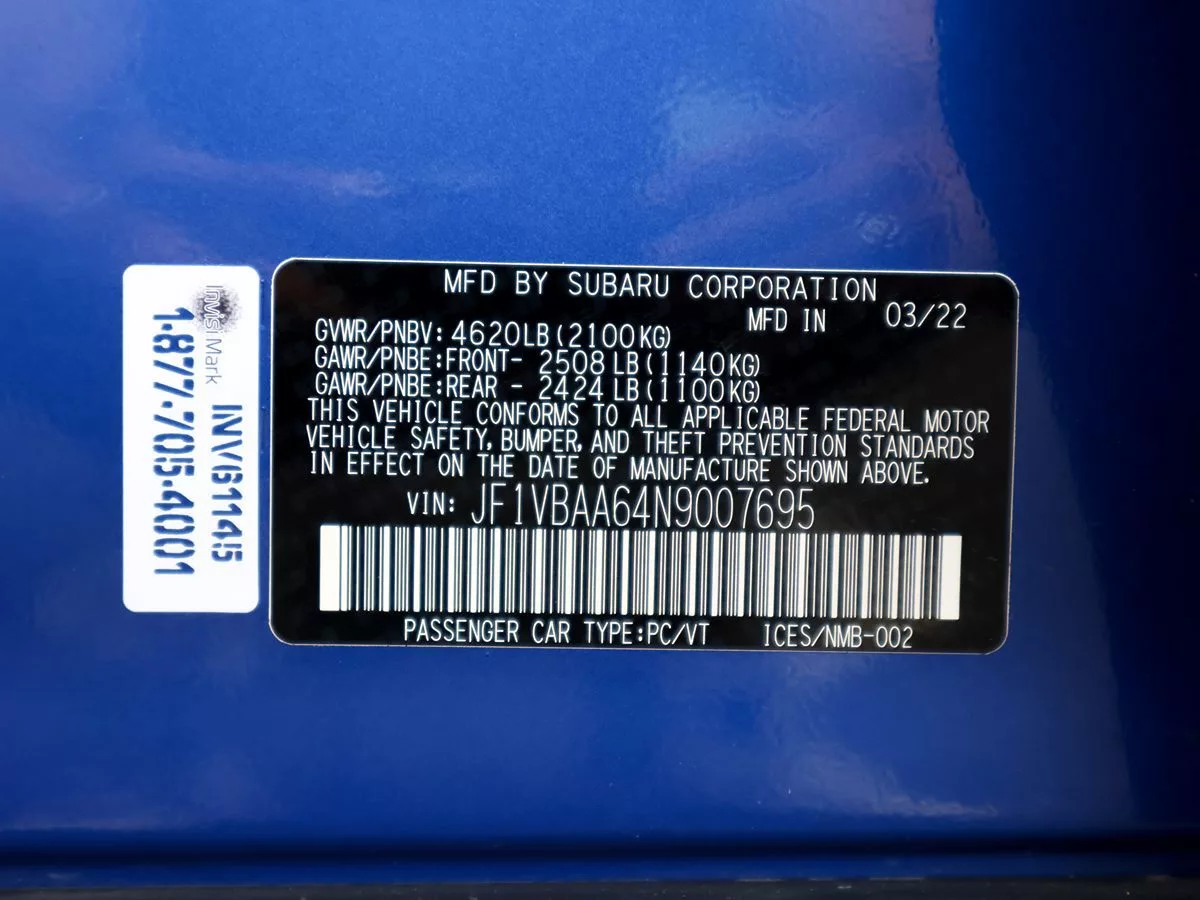 InvisiMark
1-877-705-4001
INV61145
MFD BY SUBARU CORPORATION
MFD IN 03/22
GVWR/PNBV: 4620LB (2100KG)
GAWR/PNBE:FRONT- 2508 LB (1140KG)
GAWR/PNBE:REAR - 2424 LB (1100KG)
THIS VEHICLE CONFORMS TO ALL APPLICABLE FEDERAL MOTOR
VEHICLE SAFETY, BUMPER, AND THEFT PREVENTION STANDARDS
IN EFFECT ON THE DATE OF MANUFACTURE SHOWN ABOVE.
VIN: JF1VBAA64N9007695
PASSENGER CAR TYPE:PC/VT ICES/NMB-002